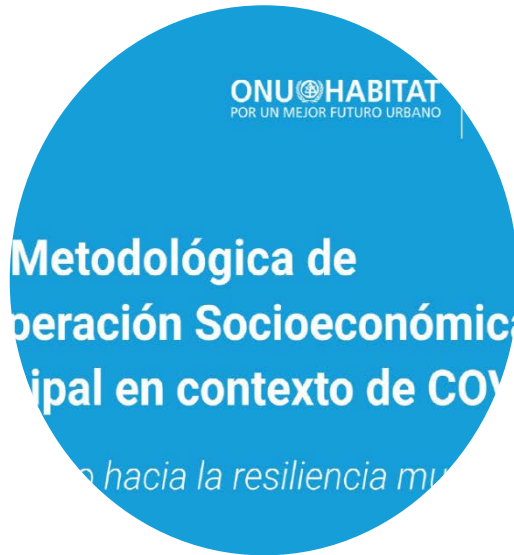 ONU HABITAT
POR UN MEJOR FUTURO URBANO
Metodológica de
peración Socioeconómica
ipal en contexto de COV
o hacia la resiliencia mu